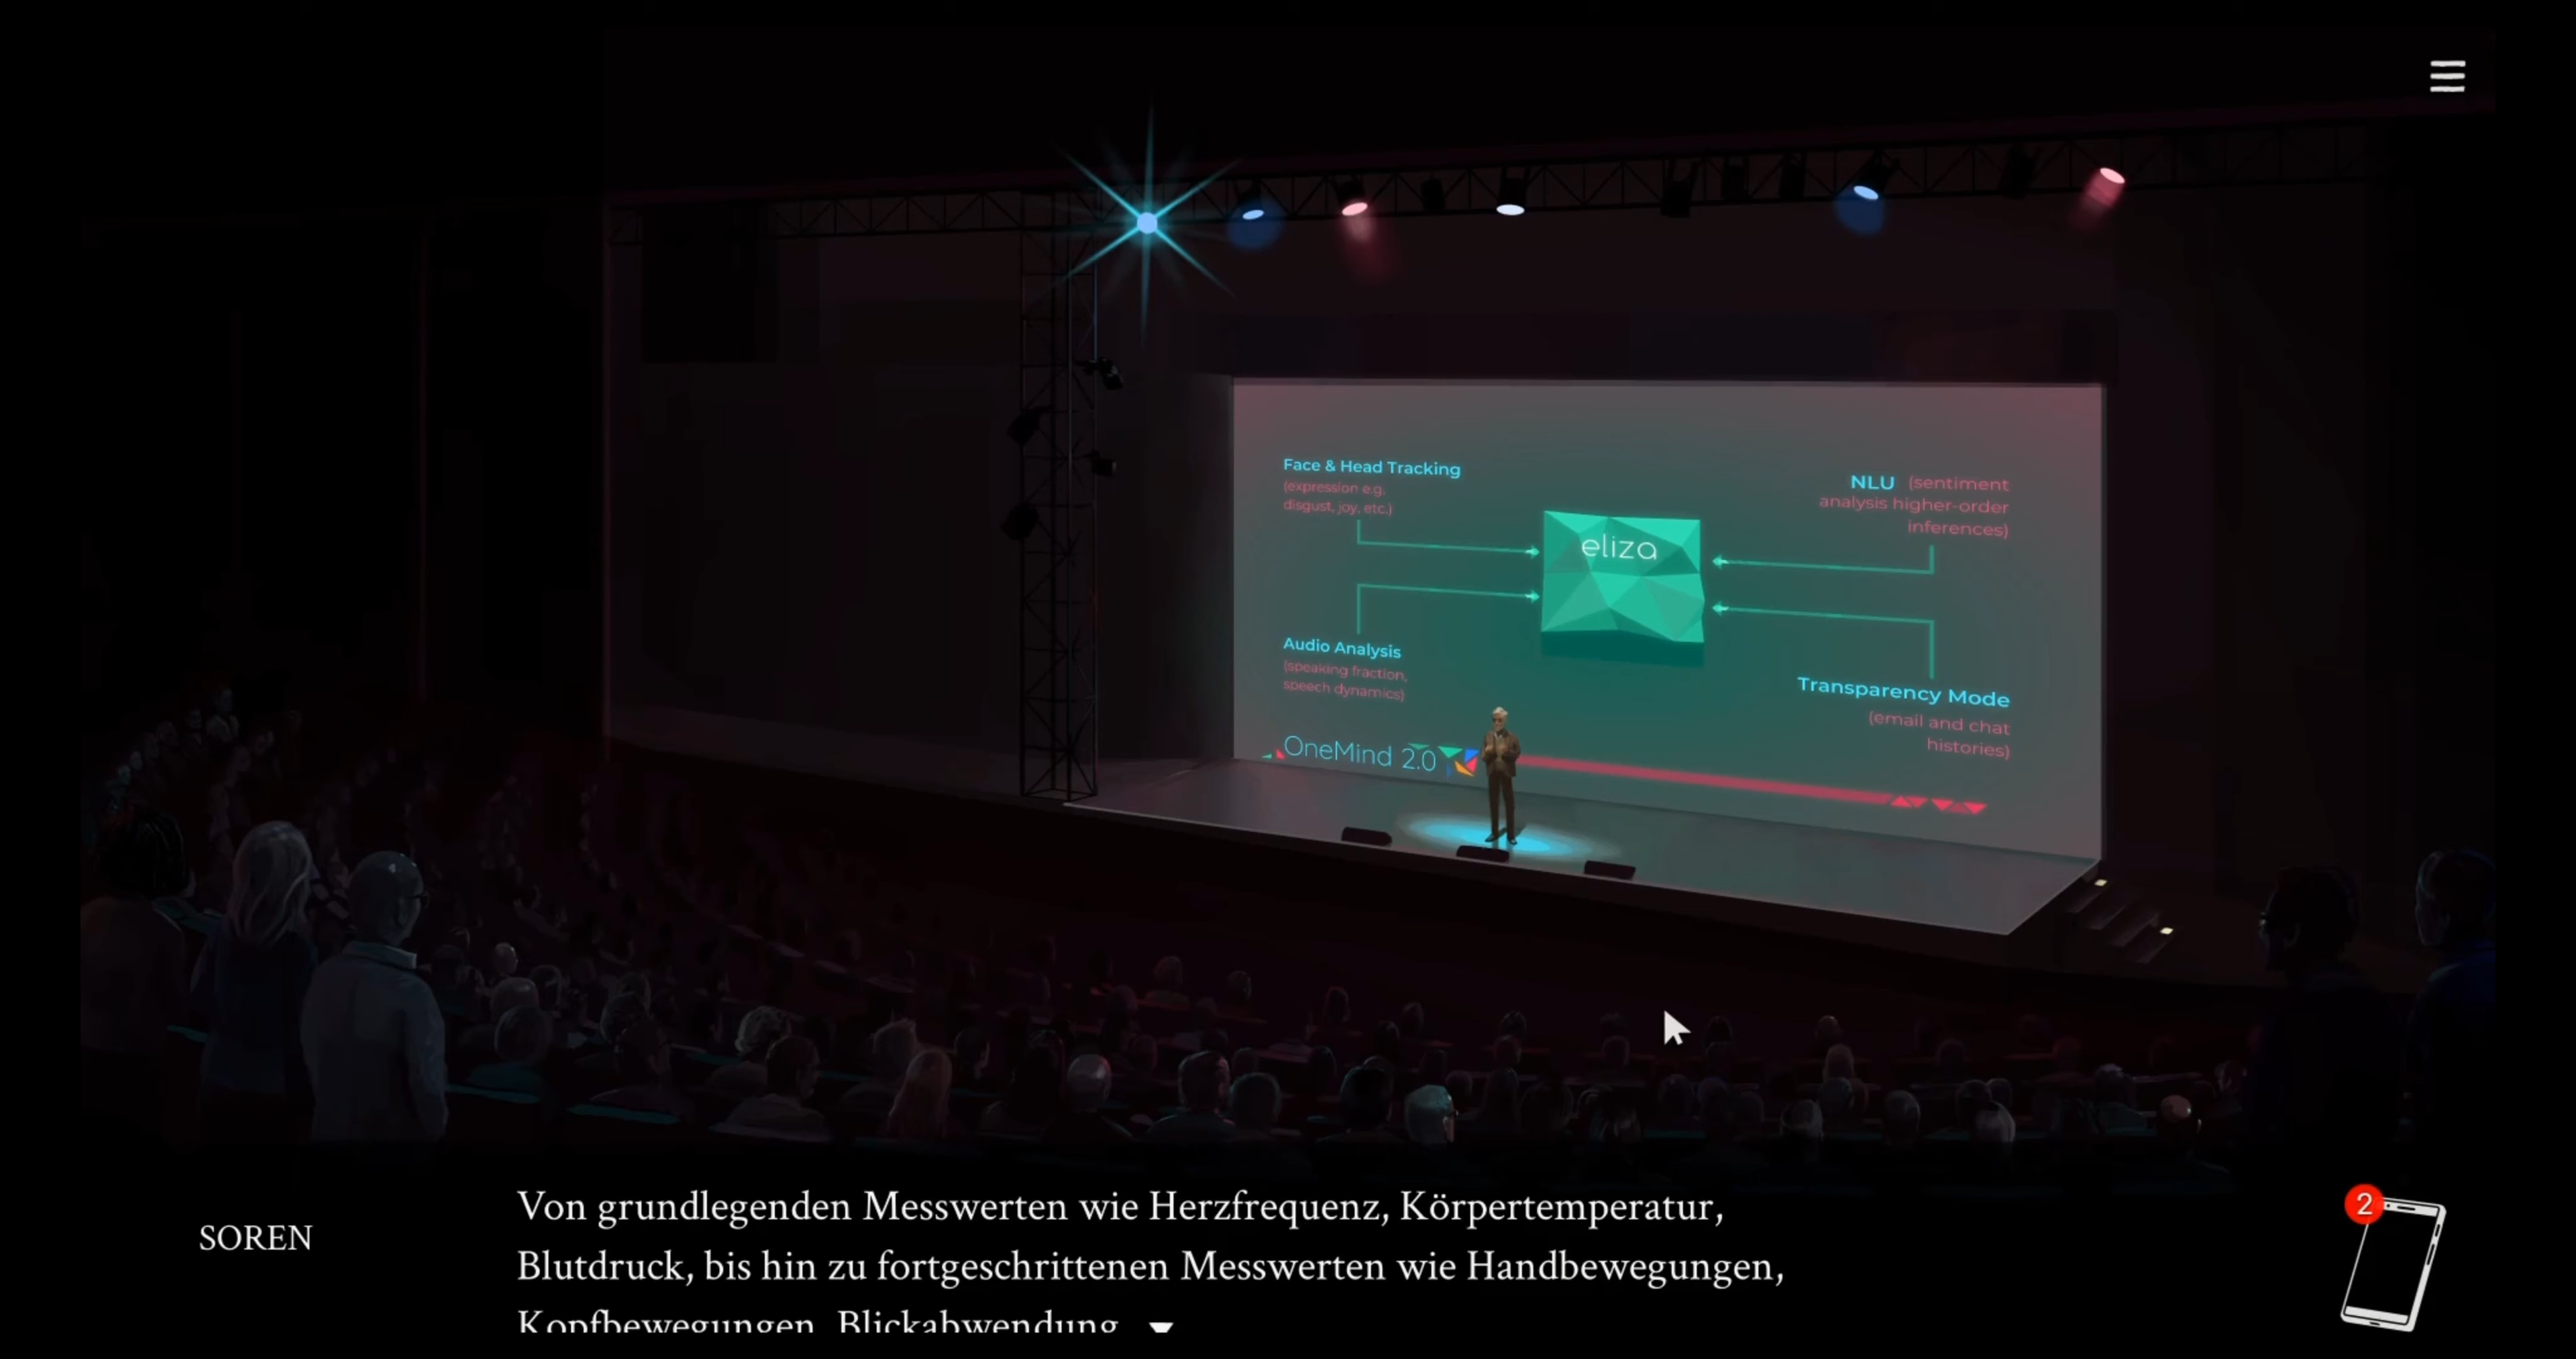 Face & Head Tracking
(expression e.g.
disgust, joy, etc.)
NLU (sentiment
analysis higher-order
inferences)
eliza
Audio Analysis
(speaking fraction,
speech dynamics)
Transparency Mode
(email and chat
histories)
OneMind 2.0
SOREN
Von grundlegenden Messwerten wie Herzfrequenz, Körpertemperatur,
Blutdruck, bis hin zu fortgeschrittenen Messwerten wie Handbewegungen,
Kopfbewegungen, Blickabwendung
2